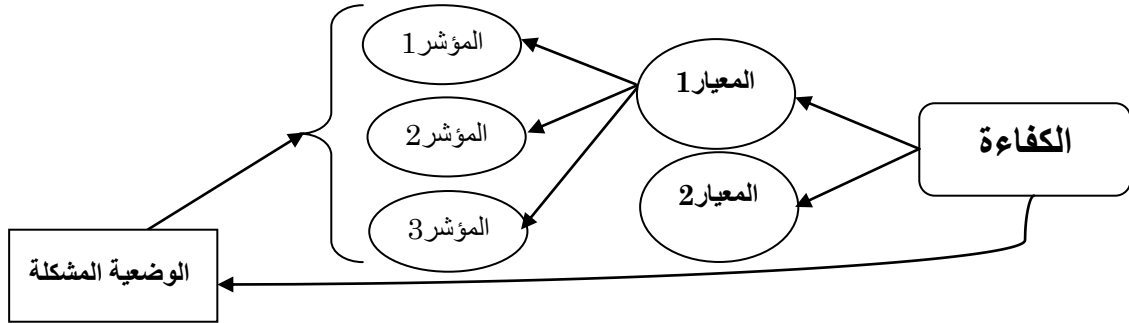 الكفاءة
المعيار1
المعيار2
المؤشر1
المؤشر2
المؤشر3
الوضعية المشكلة